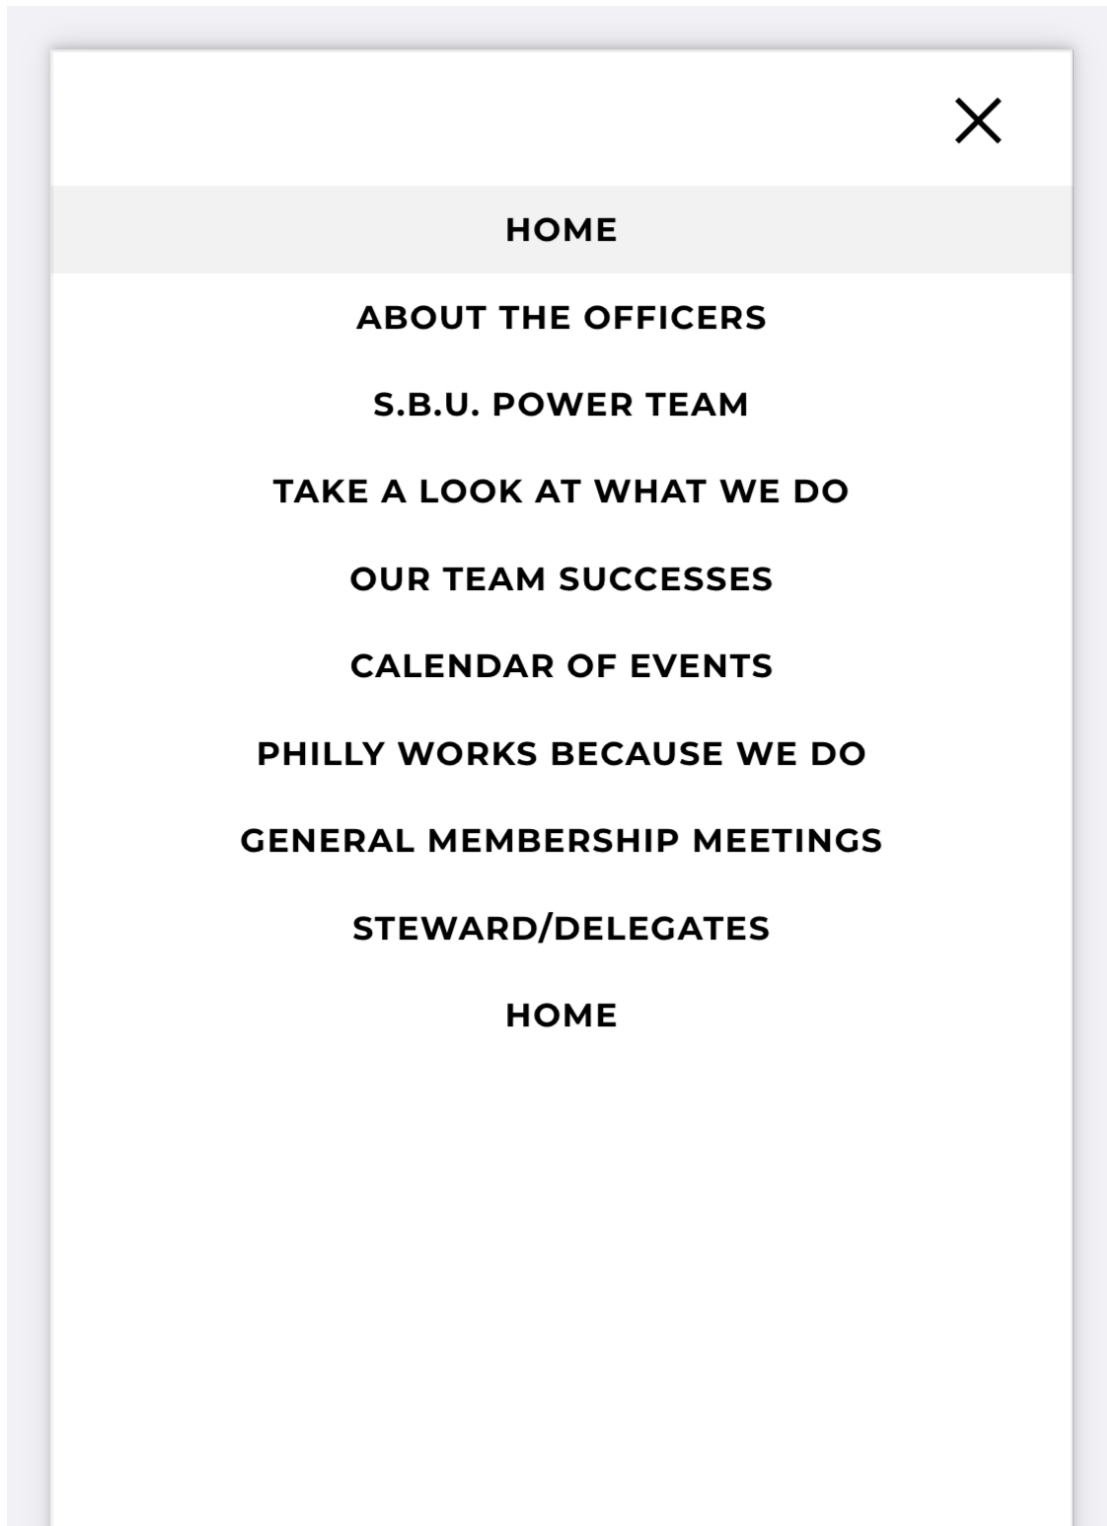 HOME
ABOUT THE OFFICERS
S.B.U. POWER TEAM
TAKE A LOOK AT WHAT WE DO
OUR TEAM SUCCESSES
CALENDAR OF EVENTS
PHILLY WORKS BECAUSE WE DO
GENERAL MEMBERSHIP MEETINGS
STEWARD/DELEGATES
HOME